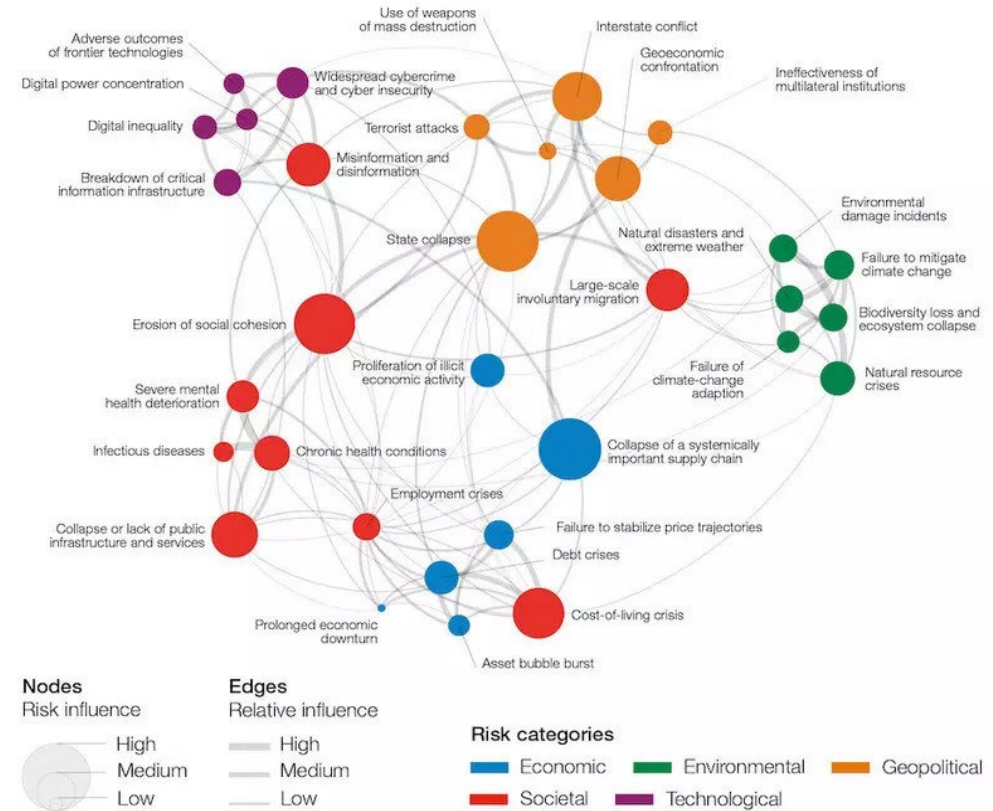 Use of weapons
of mass destruction
Interstate conflict
Adverse outcomes
of frontier technologies
Geoeconomic
confrontation
Ineffectiveness of
multilateral institutions
Digital power concentration
Widespread cybercrime
and cyber insecurity
Digital inequality
Terrorist attacks
Misinformation and
disinformation
Breakdown of critical
information infrastructure
Environmental
damage incidents
State collapse
Natural disasters and
extreme weather
Failure to mitigate
climate change
Large-scale
involuntary migration
Erosion of social cohesion
Biodiversity loss and
ecosystem collapse
Proliferation of illicit
economic activity
Failure of
climate-change
adaption
Natural resource
crises
Severe mental
health deterioration
Infectious diseases
Chronic health conditions
Collapse of a systemically
important supply chain
Employment crises
Collapse or lack of public
infrastructure and services
Failure to stabilize price trajectories
Debt crises
Prolonged economic
downturn
Cost-of-living crisis
Asset bubble burst
Nodes
Risk influence
High
Medium
Low
Edges
Relative influence
High
Medium
Low
Risk categories
Economic
Environmental
Geopolitical
Societal
Technological